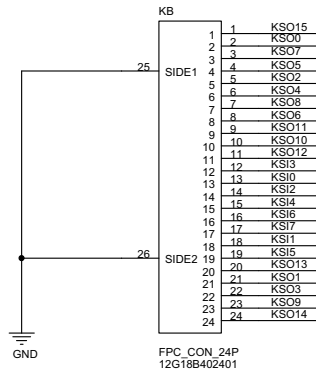 KB
1 1 KSO15
2 2 KSO0
3 3 KSO7
25 SIDE1 4 4 KSO5
5 5 KSO2
6 6 KSO4
7 7 KSO8
8 8 KSO6
9 9 KSO11
10 10 KSO10
11 11 KSO12
12 12 KSI3
13 13 KSI0
14 14 KSI2
15 15 KSI4
16 16 KSI6
17 17 KSI7
18 18 KSI1
26 SIDE2 19 19 KSI5
20 20 KSO13
21 21 KSO1
22 22 KSO3
23 23 KSO9
24 24 KSO14
GND
FPC_CON_24P
12G18B402401